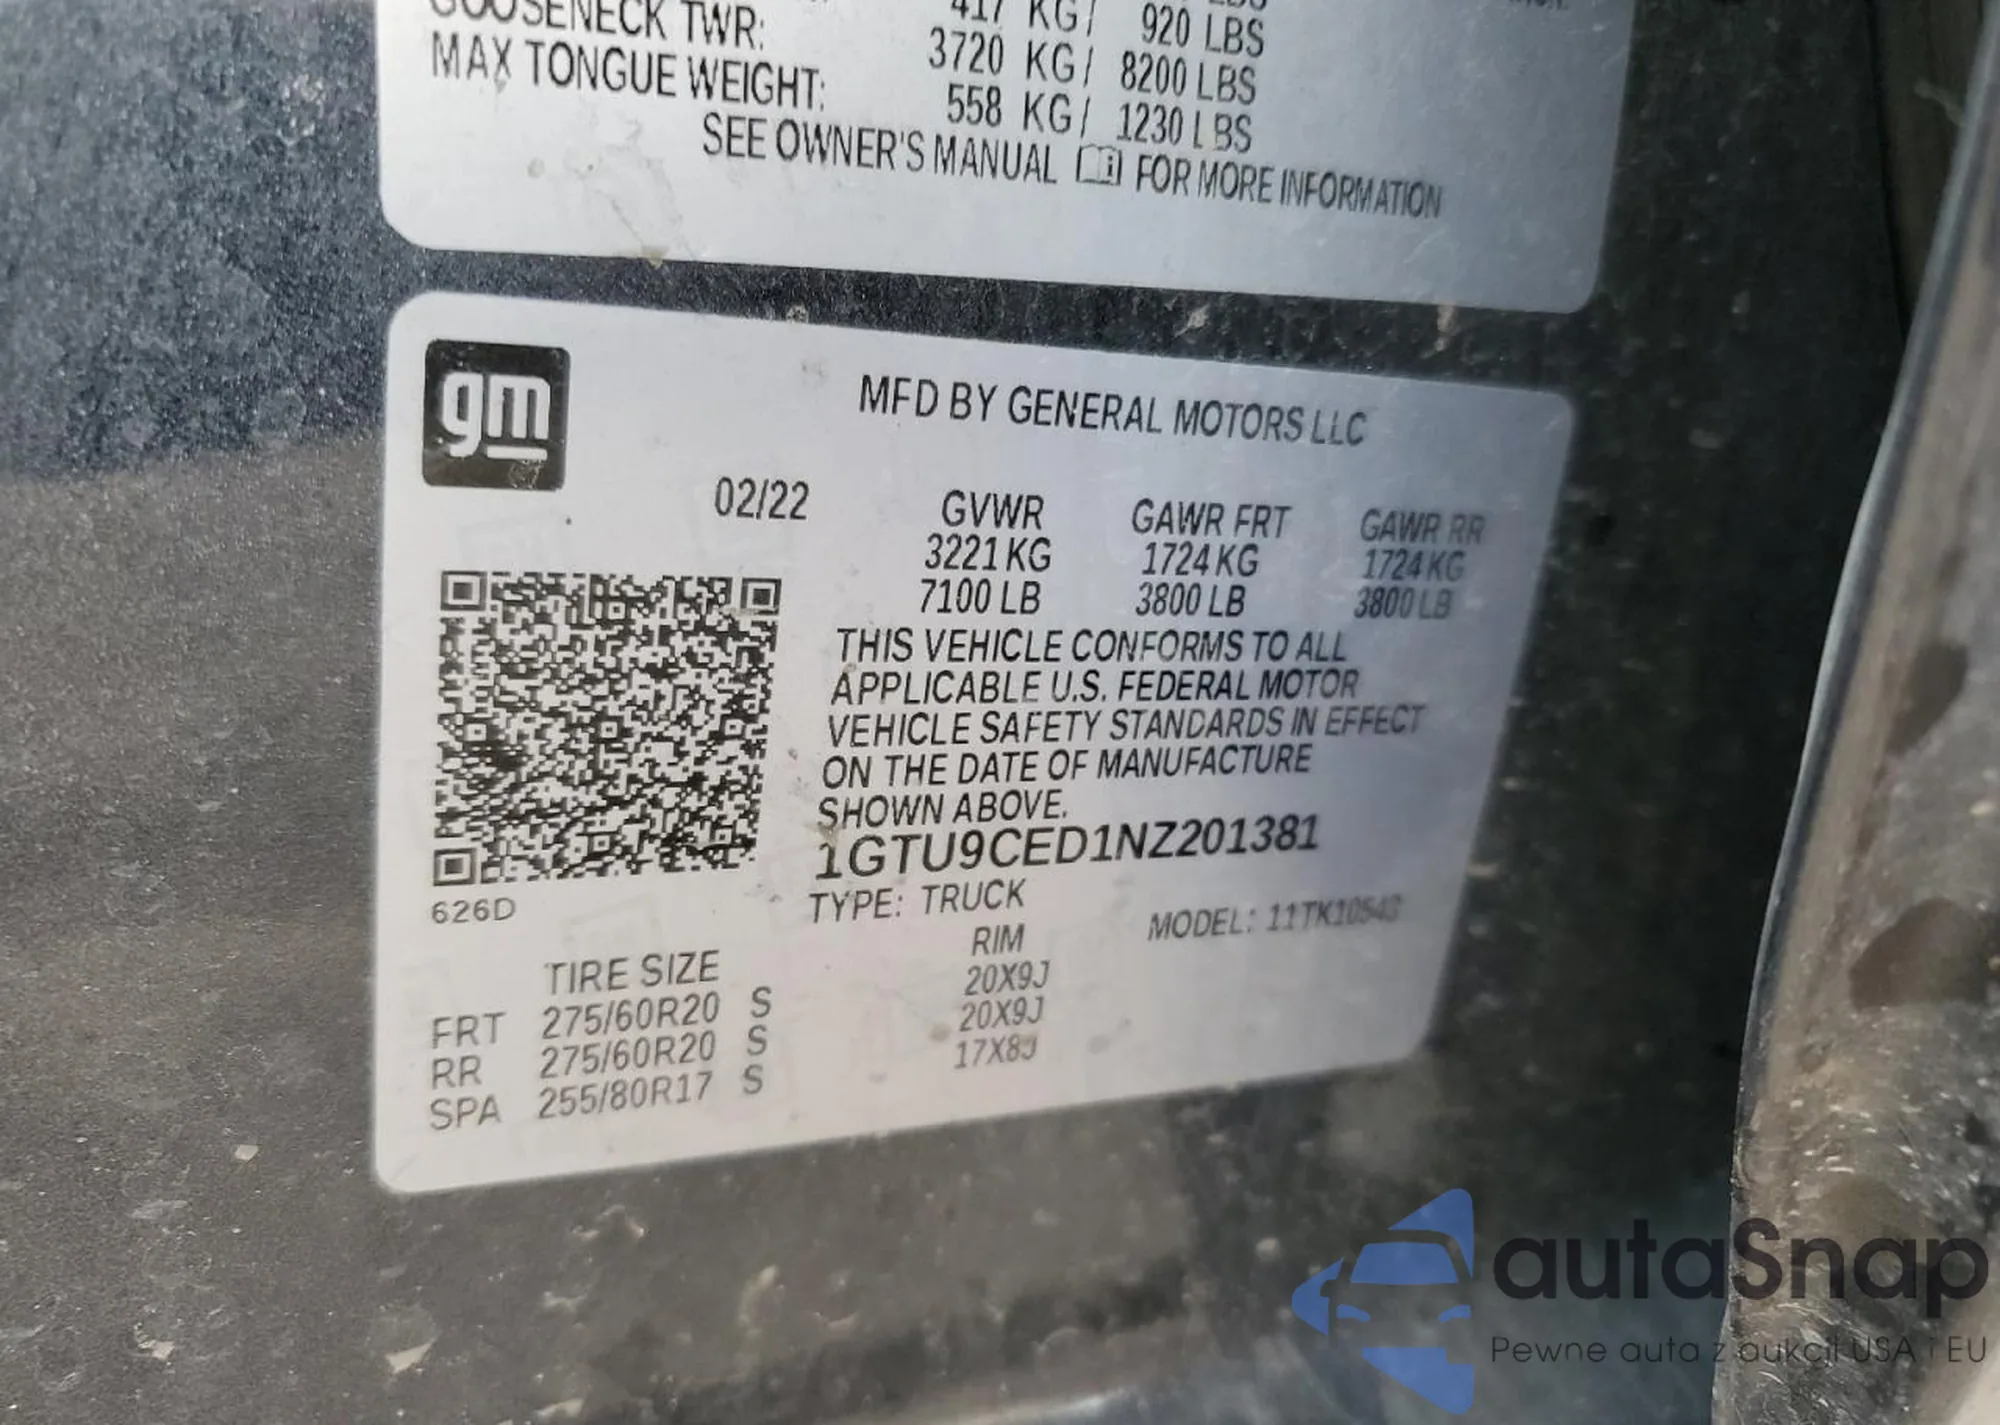 GOOSENECK TWR: 417 KG/ 920 LBS
MAX TONGUE WEIGHT: 3720 KG/ 8200 LBS
558 KG/ 1230 LBS
SEE OWNER'S MANUAL FOR MORE INFORMATION
gm
MFD BY GENERAL MOTORS LLC
02/22 GVWR GAWR FRT GAWR RR
3221 KG 1724 KG 1724 KG
7100 LB 3800 LB 3800 LB
THIS VEHICLE CONFORMS TO ALL
APPLICABLE U.S. FEDERAL MOTOR
VEHICLE SAFETY STANDARDS IN EFFECT
ON THE DATE OF MANUFACTURE
SHOWN ABOVE.
1GTU9CED1NZ201381
626D
TYPE: TRUCK MODEL: 11TK10543
TIRE SIZE RIM
FRT 275/60R20 S 20X9J
RR 275/60R20 S 20X9J
SPA 255/80R17 S 17X8J
autaSnap
Pewne auta z aukcji USA i EU